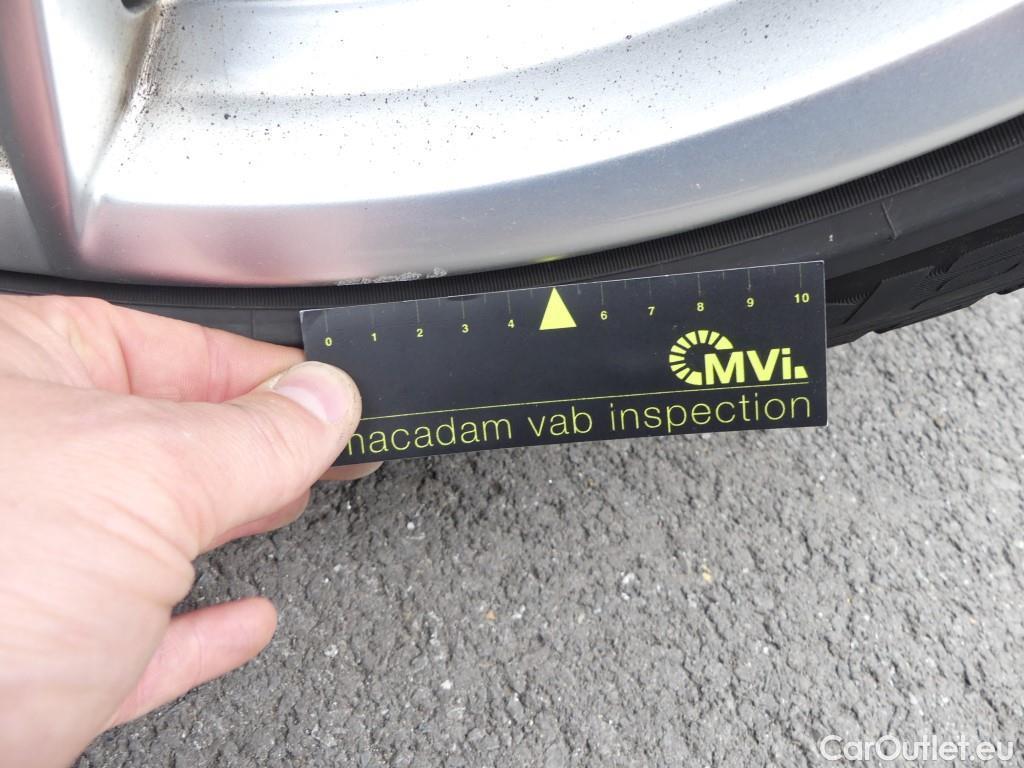 0 1 2 3 4 6 7 8 9 10
MVi.
macadam vab inspection
CarOutlet.eu